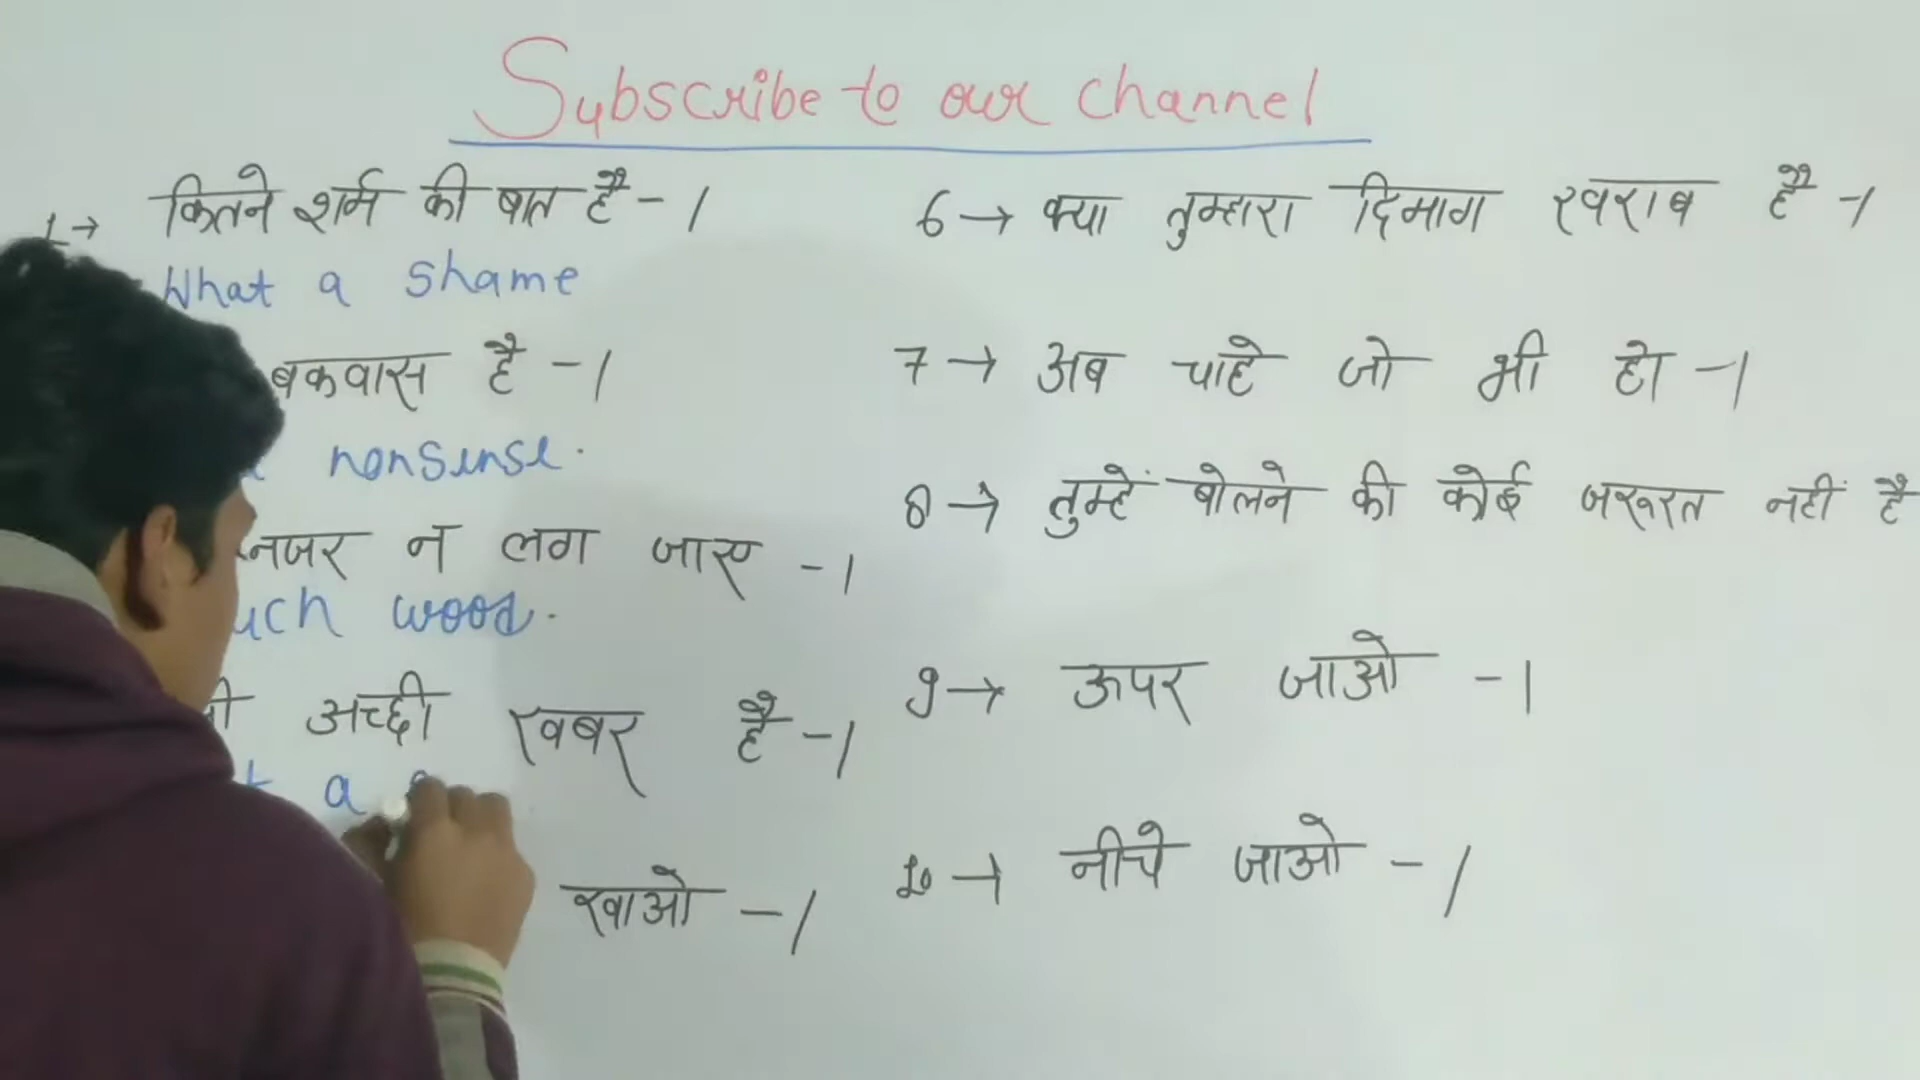 Subscribe to our channel
1→ कितने शर्म की बात है -।
What a shame
बकवास है -।
nonsense.
नजर न लग जाए -।
uch wood.
अच्छी खबर है -।
a
खाओ -।
6 → क्या तुम्हारा दिमाग खराब है -।
7 → अब चाहे जो भी हो -।
8 → तुम्हें बोलने की कोई जरूरत नहीं है
9 → ऊपर जाओ -।
10 → नीचे जाओ -।